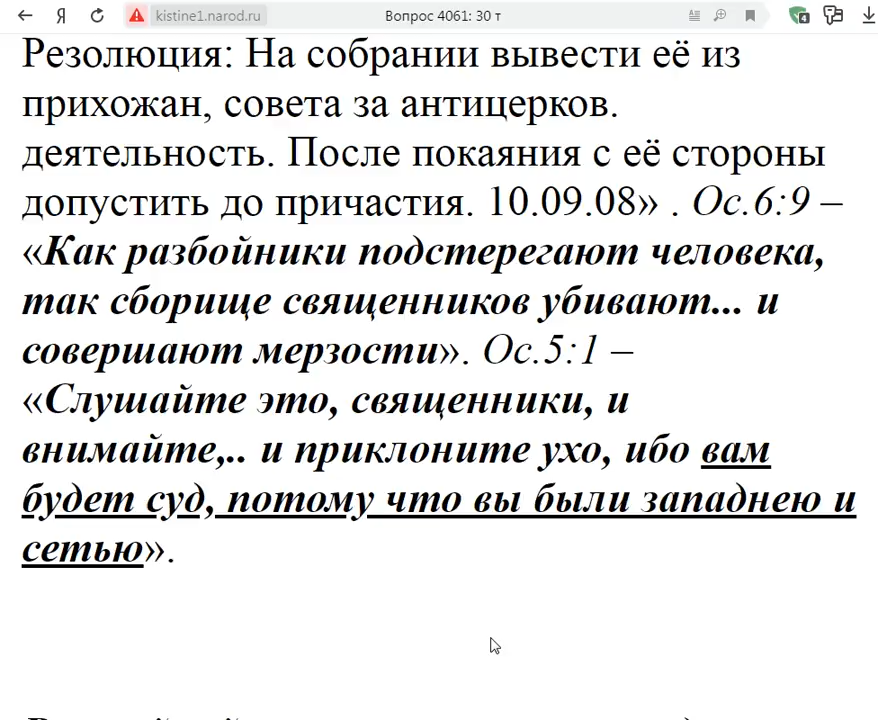 Я kistine1.narod.ru Вопрос 4061: 30 т 4
Резолюция: На собрании вывести её из
прихожан, совета за антицерков.
деятельность. После покаяния с её стороны
допустить до причастия. 10.09.08» . Ос.6:9 –
«Как разбойники подстерегают человека,
так сборище священников убивают... и
совершают мерзости». Ос.5:1 –
«Слушайте это, священники, и
внимайте,.. и приклоните ухо, ибо вам
будет суд, потому что вы были западнею и
сетью».